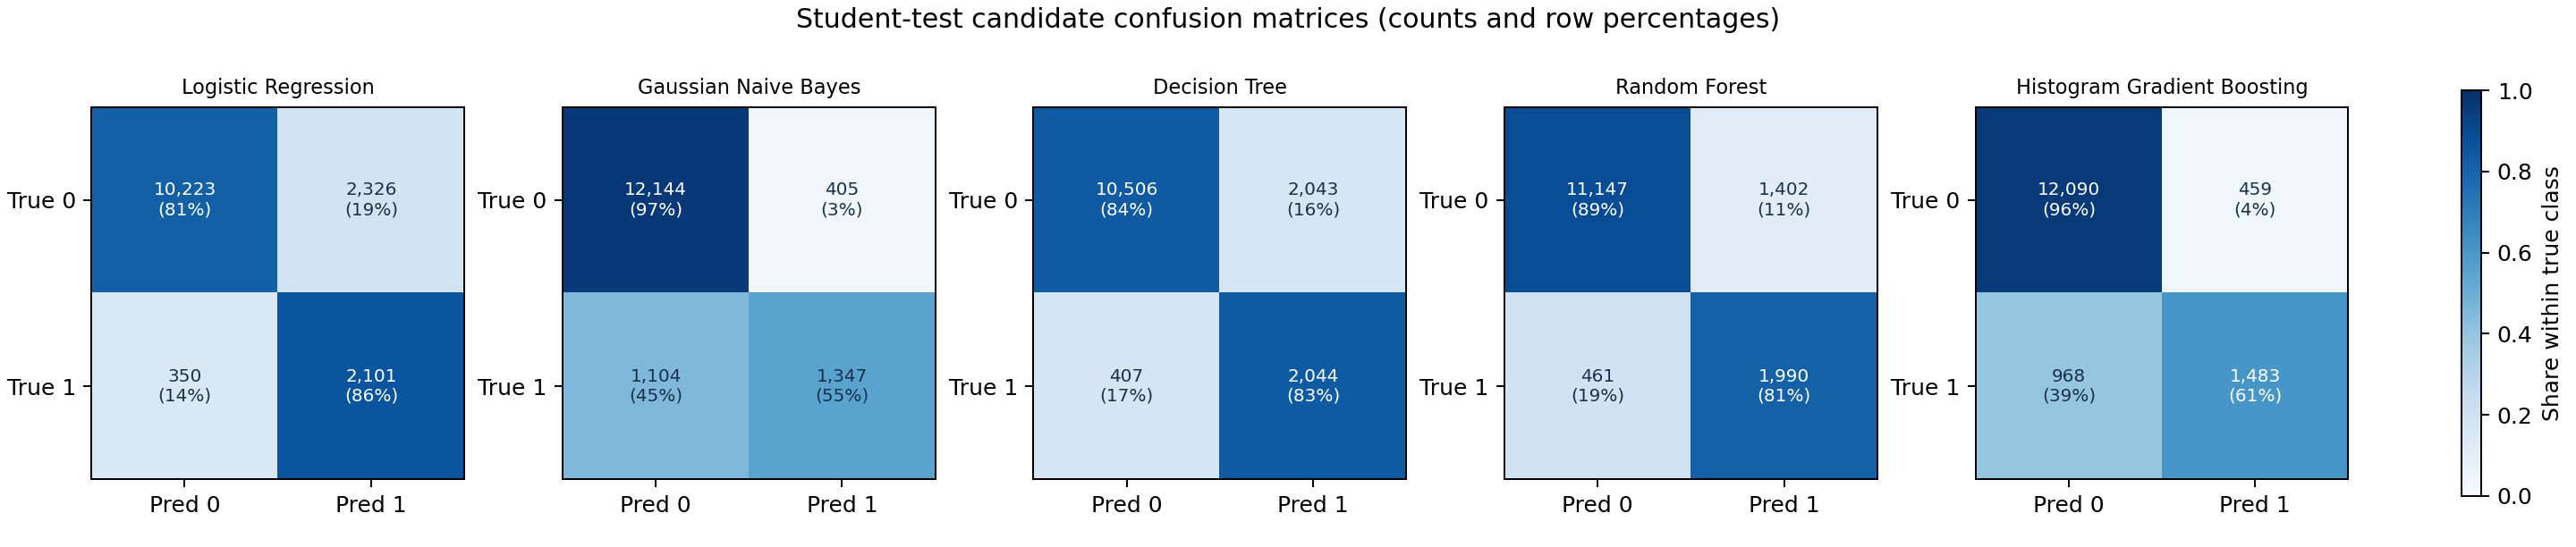 Student-test candidate confusion matrices (counts and row percentages)
Logistic Regression
True 0
True 1
10,223
(81%)
2,326
(19%)
350
(14%)
2,101
(86%)
Pred 0
Pred 1
Gaussian Naive Bayes
True 0
True 1
12,144
(97%)
405
(3%)
1,104
(45%)
1,347
(55%)
Pred 0
Pred 1
Decision Tree
True 0
True 1
10,506
(84%)
2,043
(16%)
407
(17%)
2,044
(83%)
Pred 0
Pred 1
Random Forest
True 0
True 1
11,147
(89%)
1,402
(11%)
461
(19%)
1,990
(81%)
Pred 0
Pred 1
Histogram Gradient Boosting
True 0
True 1
12,090
(96%)
459
(4%)
968
(39%)
1,483
(61%)
Pred 0
Pred 1
1.0
0.8
0.6
0.4
0.2
0.0
Share within true class